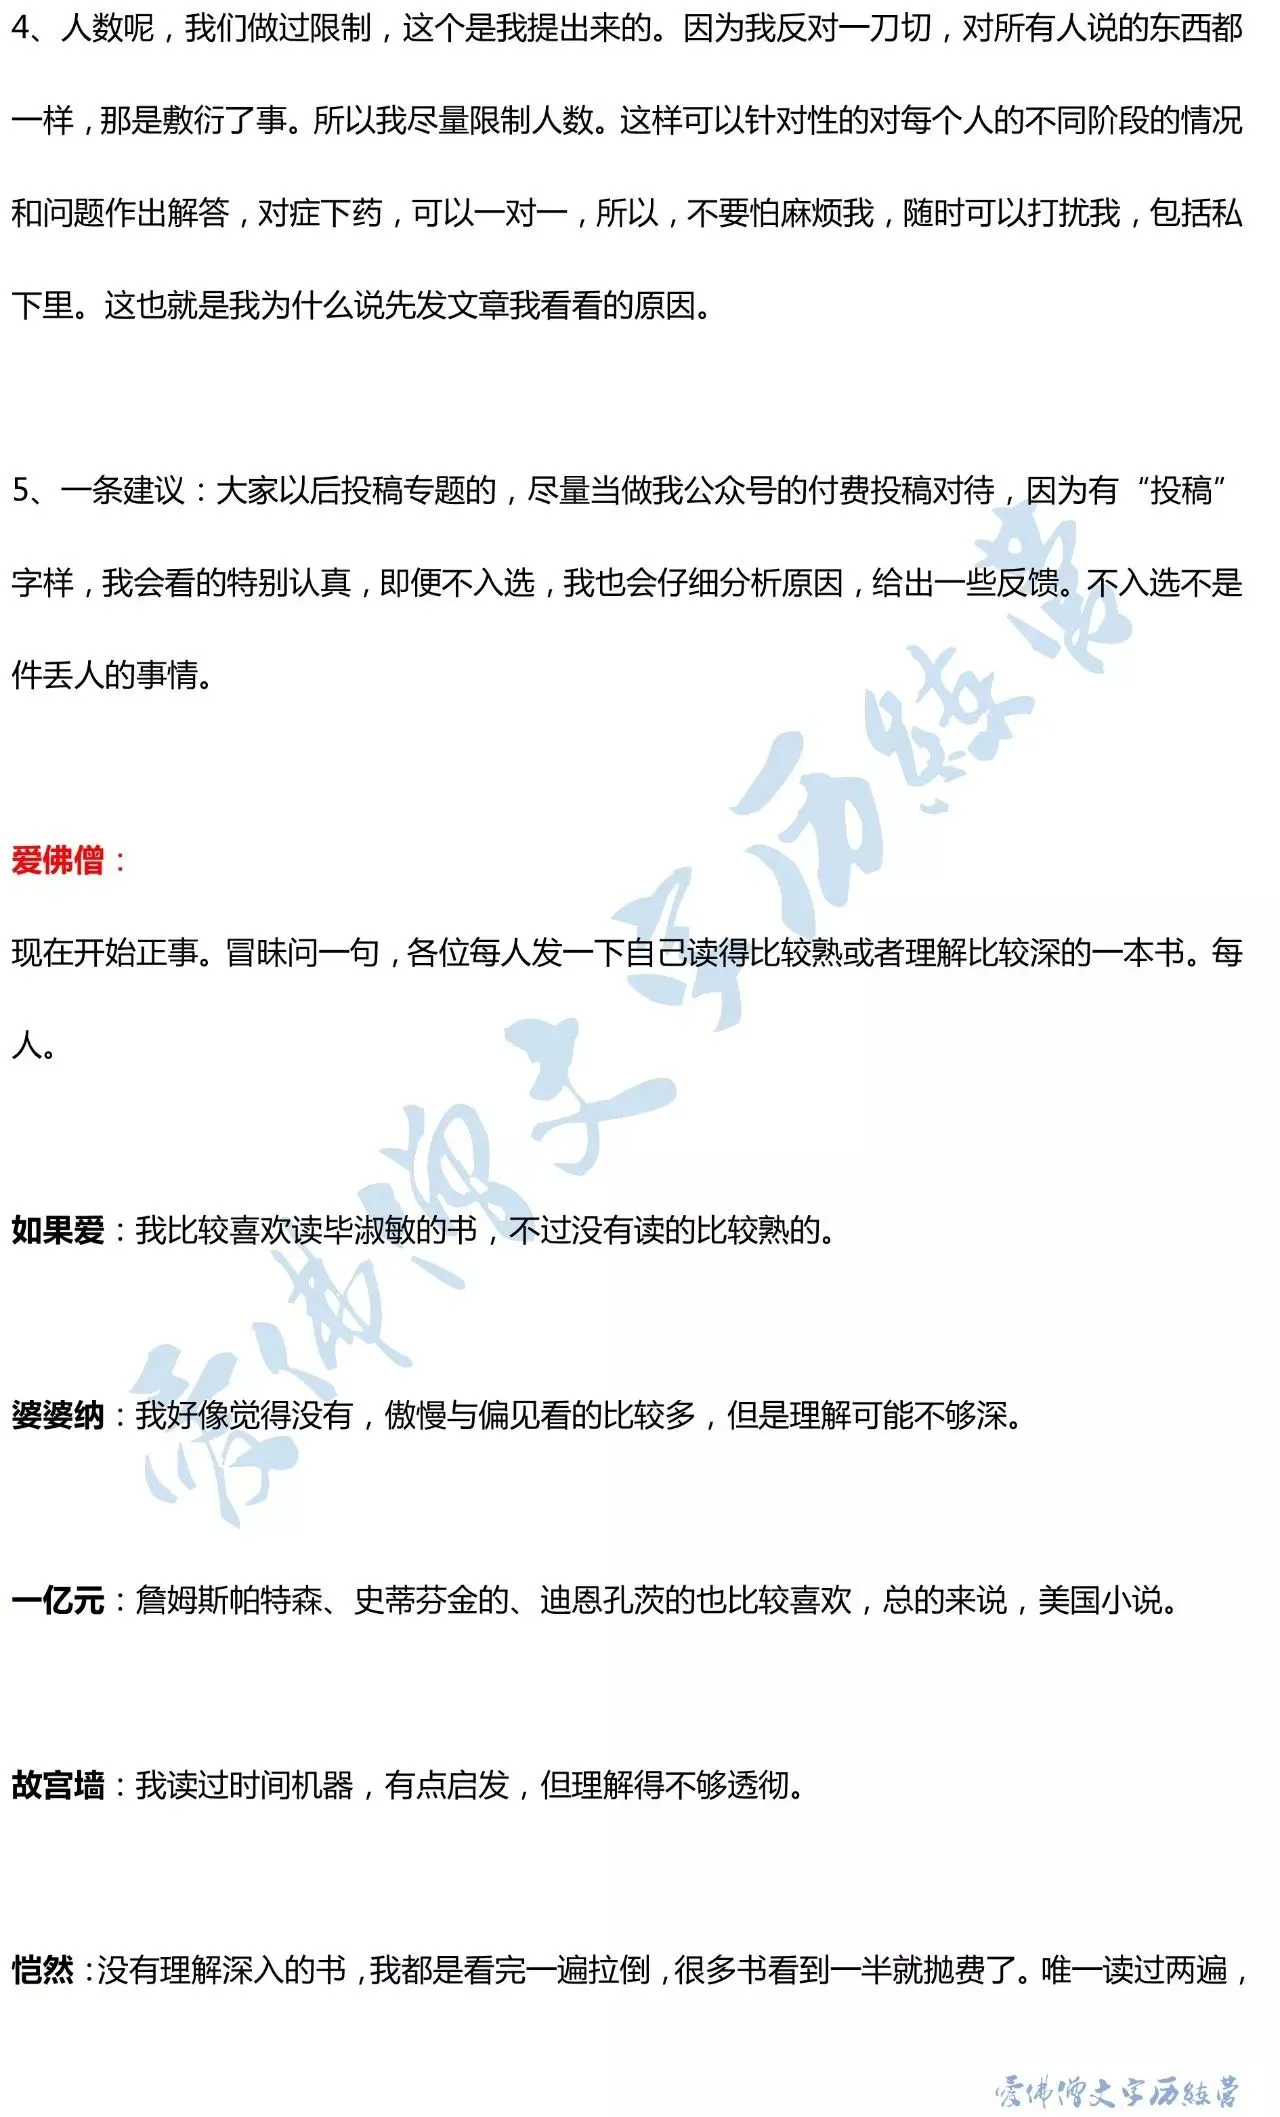 4、人数呢，我们做过限制，这个是我提出来的。因为我反对一刀切，对所有人说的东西都
一样，那是敷衍了事。所以我尽量限制人数。这样可以针对性的对每个人的不同阶段的情况
和问题作出解答，对症下药，可以一对一，所以，不要怕麻烦我，随时可以打扰我，包括私
下里。这也就是我为什么说先发文章我看看的原因。
5、一条建议：大家以后投稿专题的，尽量当做我公众号的付费投稿对待，因为有“投稿”
字样，我会看的特别认真，即便不入选，我也会仔细分析原因，给出一些反馈。不入选不是
件丢人的事情。
爱佛僧：
现在开始正事。冒昧问一句，各位每人发一下自己读得比较熟或者理解比较深的一本书。每
人。
如果爱：我比较喜欢读毕淑敏的书，不过没有读的比较熟的。
婆婆纳：我好像觉得没有，傲慢与偏见看的比较多，但是理解可能不够深。
一亿元：詹姆斯帕特森、史蒂芬金的、迪恩孔茨的也比较喜欢，总的来说，美国小说。
故宫墙：我读过时间机器，有点启发，但理解得不够透彻。
恺然：没有理解深入的书，我都是看完一遍拉倒，很多书看到一半就抛费了。唯一读过两遍，
爱佛僧文字历练营
爱佛僧文字历练营